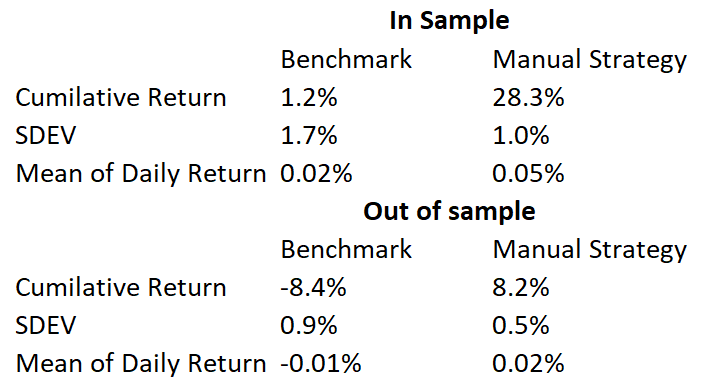 In Sample
Benchmark Manual Strategy
Cumilative Return 1.2% 28.3%
SDEV 1.7% 1.0%
Mean of Daily Return 0.02% 0.05%
Out of sample
Benchmark Manual Strategy
Cumilative Return -8.4% 8.2%
SDEV 0.9% 0.5%
Mean of Daily Return -0.01% 0.02%